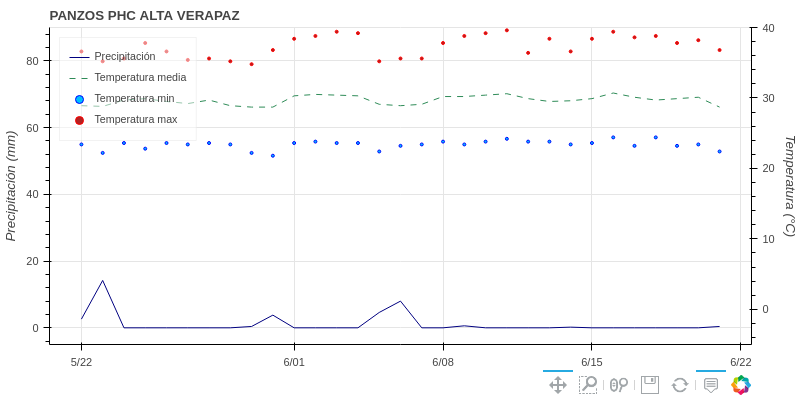 PANZOS PHC ALTA VERAPAZ
Precipitación
Temperatura media
Temperatura min
Temperatura max
Precipitación (mm)
80
60
40
20
0
Temperatura (°C)
40
30
20
10
0
5/22
6/01
6/08
6/15
6/22